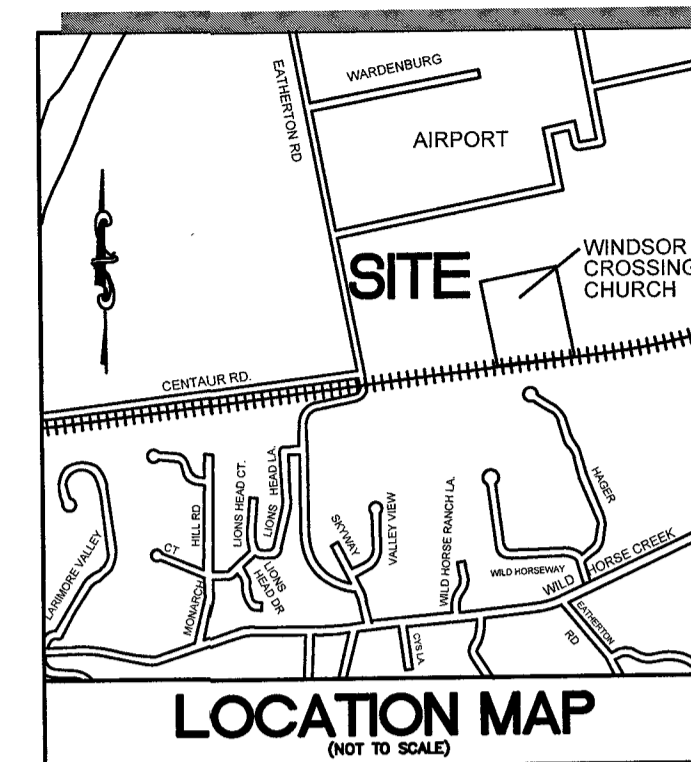 WARDENBURG
EATHERTON RD
AIRPORT
SITE
WINDSOR
CROSSING
CHURCH
CENTAUR RD.
LARIMORE VALLEY
CT
HILL RD
MONARCH
LIONS HEAD CT.
LIONS HEAD LA.
LIONS
HEAD DR
SKYWAY
VALLEY VIEW
WILD HORSE RANCH LA.
WILD HORSEWAY
HAGER
WILD HORSE CREEK
CYS LA
EATHERTON
RD
LOCATION MAP
(NOT TO SCALE)